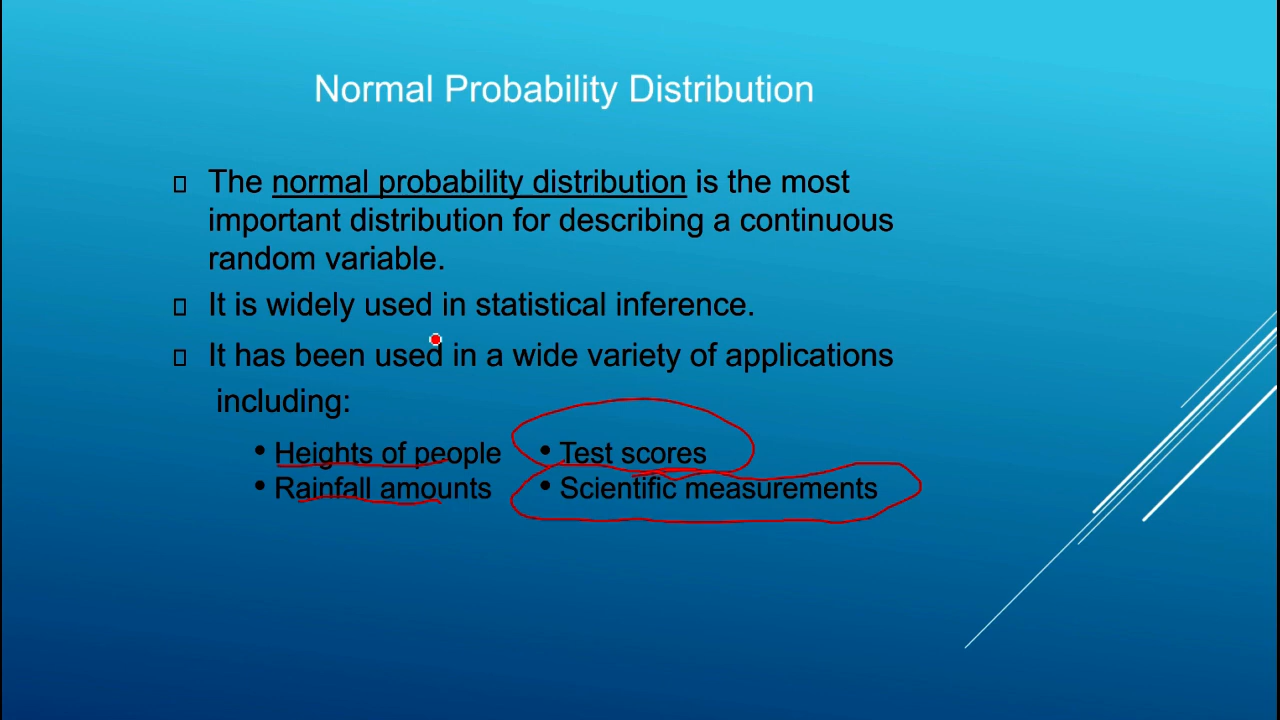 Normal Probability Distribution
The normal probability distribution is the most
important distribution for describing a continuous
random variable.
It is widely used in statistical inference.
It has been used in a wide variety of applications
including:
• Heights of people • Test scores
• Rainfall amounts • Scientific measurements